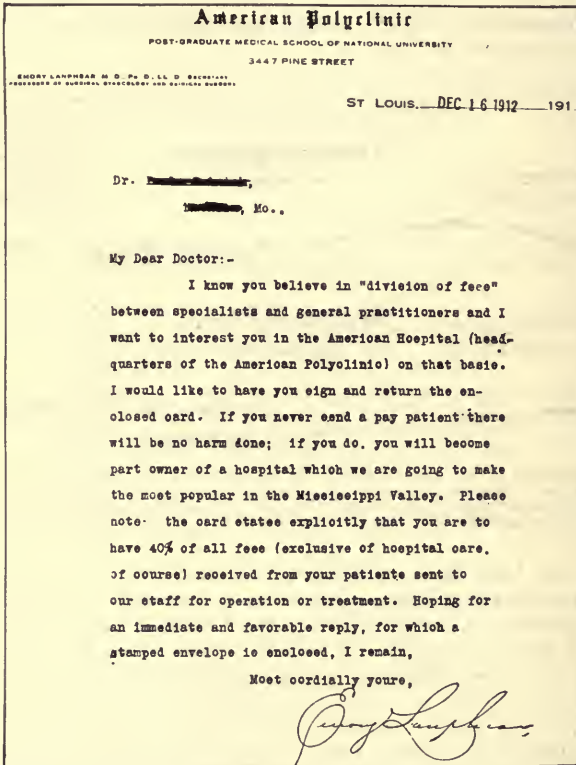 American Polyclinic
POST-GRADUATE MEDICAL SCHOOL OF NATIONAL UNIVERSITY
3447 PINE STREET
EMORY LANPHEAR M D., PH D., LL D SECRETARY
PROFESSOR OF SURGICAL GYNECOLOGY AND CLINICAL SURGERY
ST LOUIS, DEC 16 1912 191
Dr.
Mo.,
My Dear Doctor:-
I know you believe in "division of fees"
between specialists and general practitioners and I
want to interest you in the American Hospital (head-
quarters of the American Polyclinic) on that basis.
I would like to have you sign and return the en-
closed card. If you never send a pay patient there
will be no harm done; if you do, you will become
part owner of a hospital which we are going to make
the most popular in the Mississippi Valley. Please
note- the card states explicitly that you are to
have 40% of all fees (exclusive of hospital care,
of course) received from your patients sent to
our staff for operation or treatment. Hoping for
an immediate and favorable reply, for which a
stamped envelope is enclosed, I remain,
Most cordially yours,
Emory Lanphear